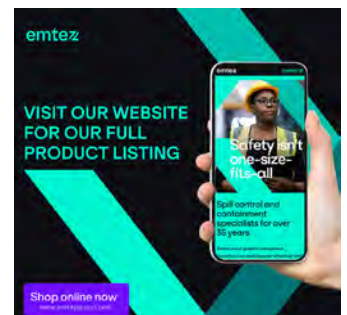 emtez
VISIT OUR WEBSITE
FOR OUR FULL
PRODUCT LISTING
emtez
Safety isn't
one-size-
fits-all
Spill control and
containment
specialists for over
35 years
Shop online now